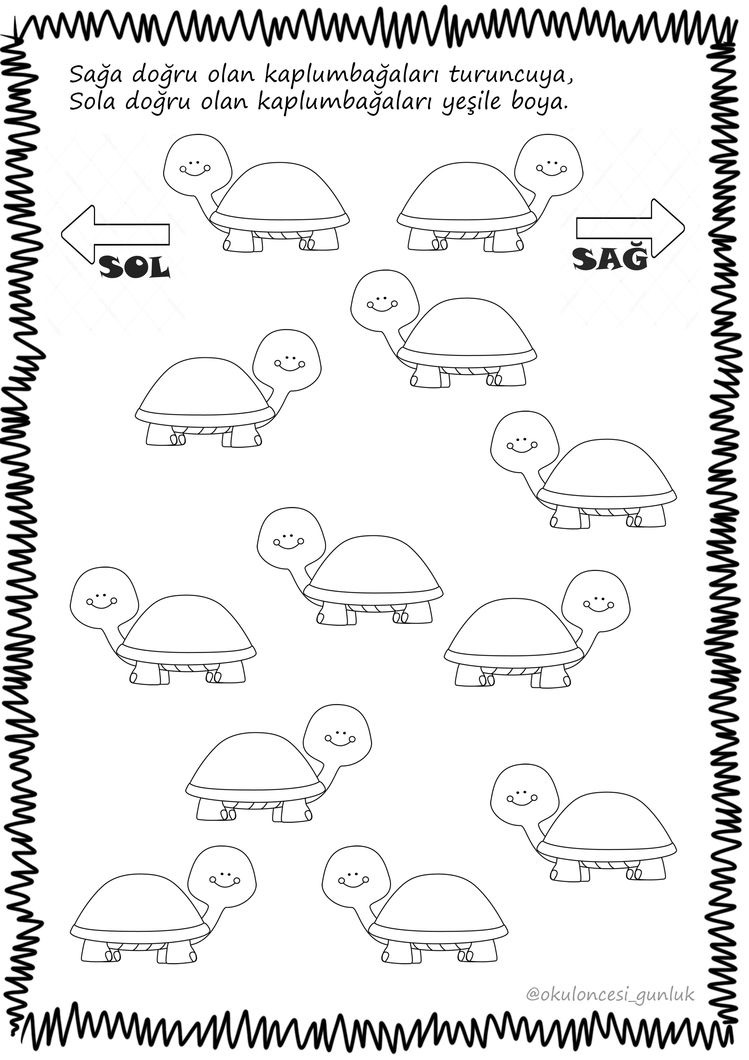 Sağa doğru olan kaplumbağaları turuncuya,
Sola doğru olan kaplumbağaları yeşile boya.
SOL
SAĞ
@okuloncesi_gunluk